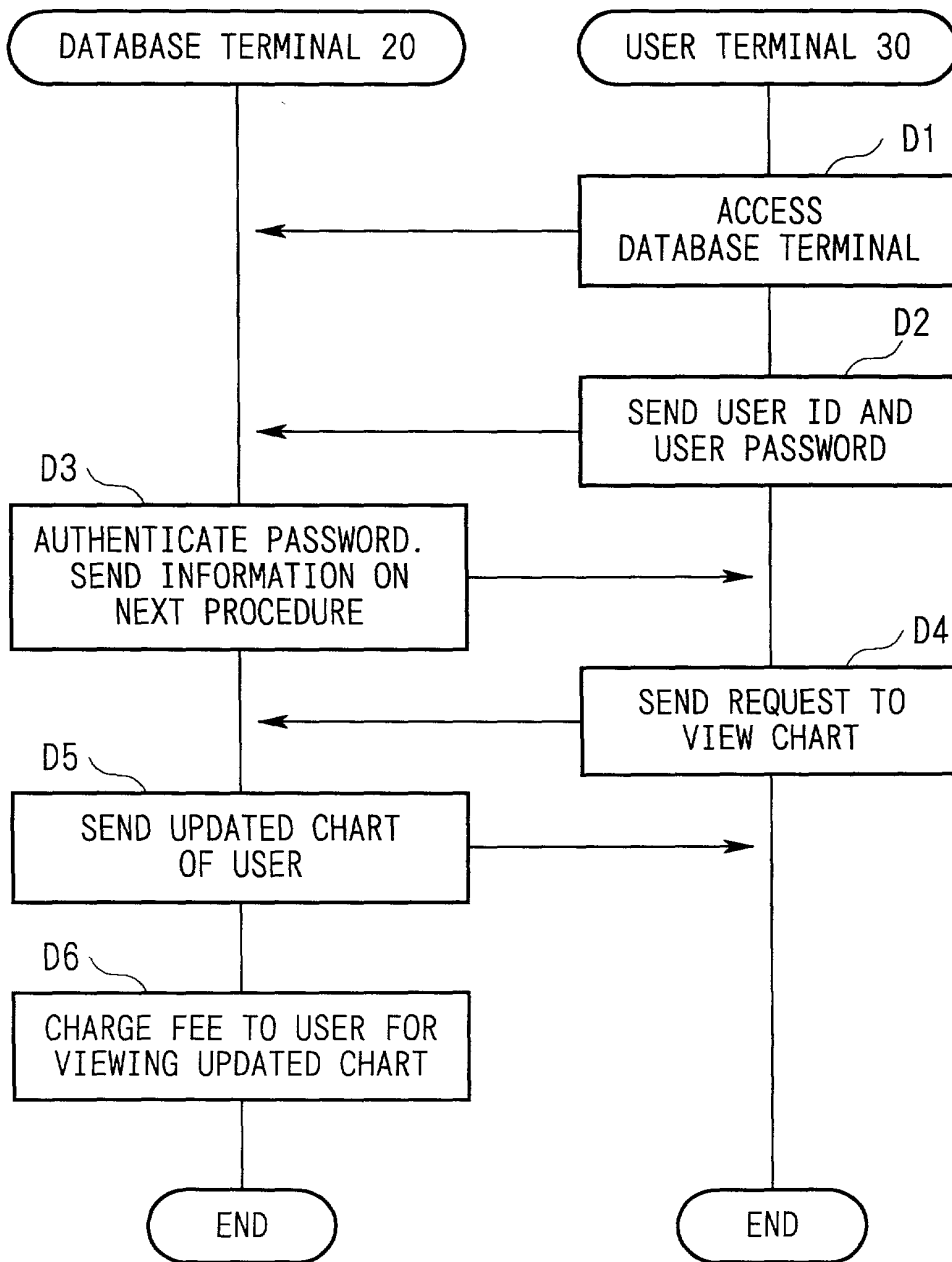 DATABASE TERMINAL 20
USER TERMINAL 30
D1
ACCESS
DATABASE TERMINAL
D2
SEND USER ID AND
USER PASSWORD
D3
AUTHENTICATE PASSWORD.
SEND INFORMATION ON
NEXT PROCEDURE
D4
SEND REQUEST TO
VIEW CHART
D5
SEND UPDATED CHART
OF USER
D6
CHARGE FEE TO USER FOR
VIEWING UPDATED CHART
END
END